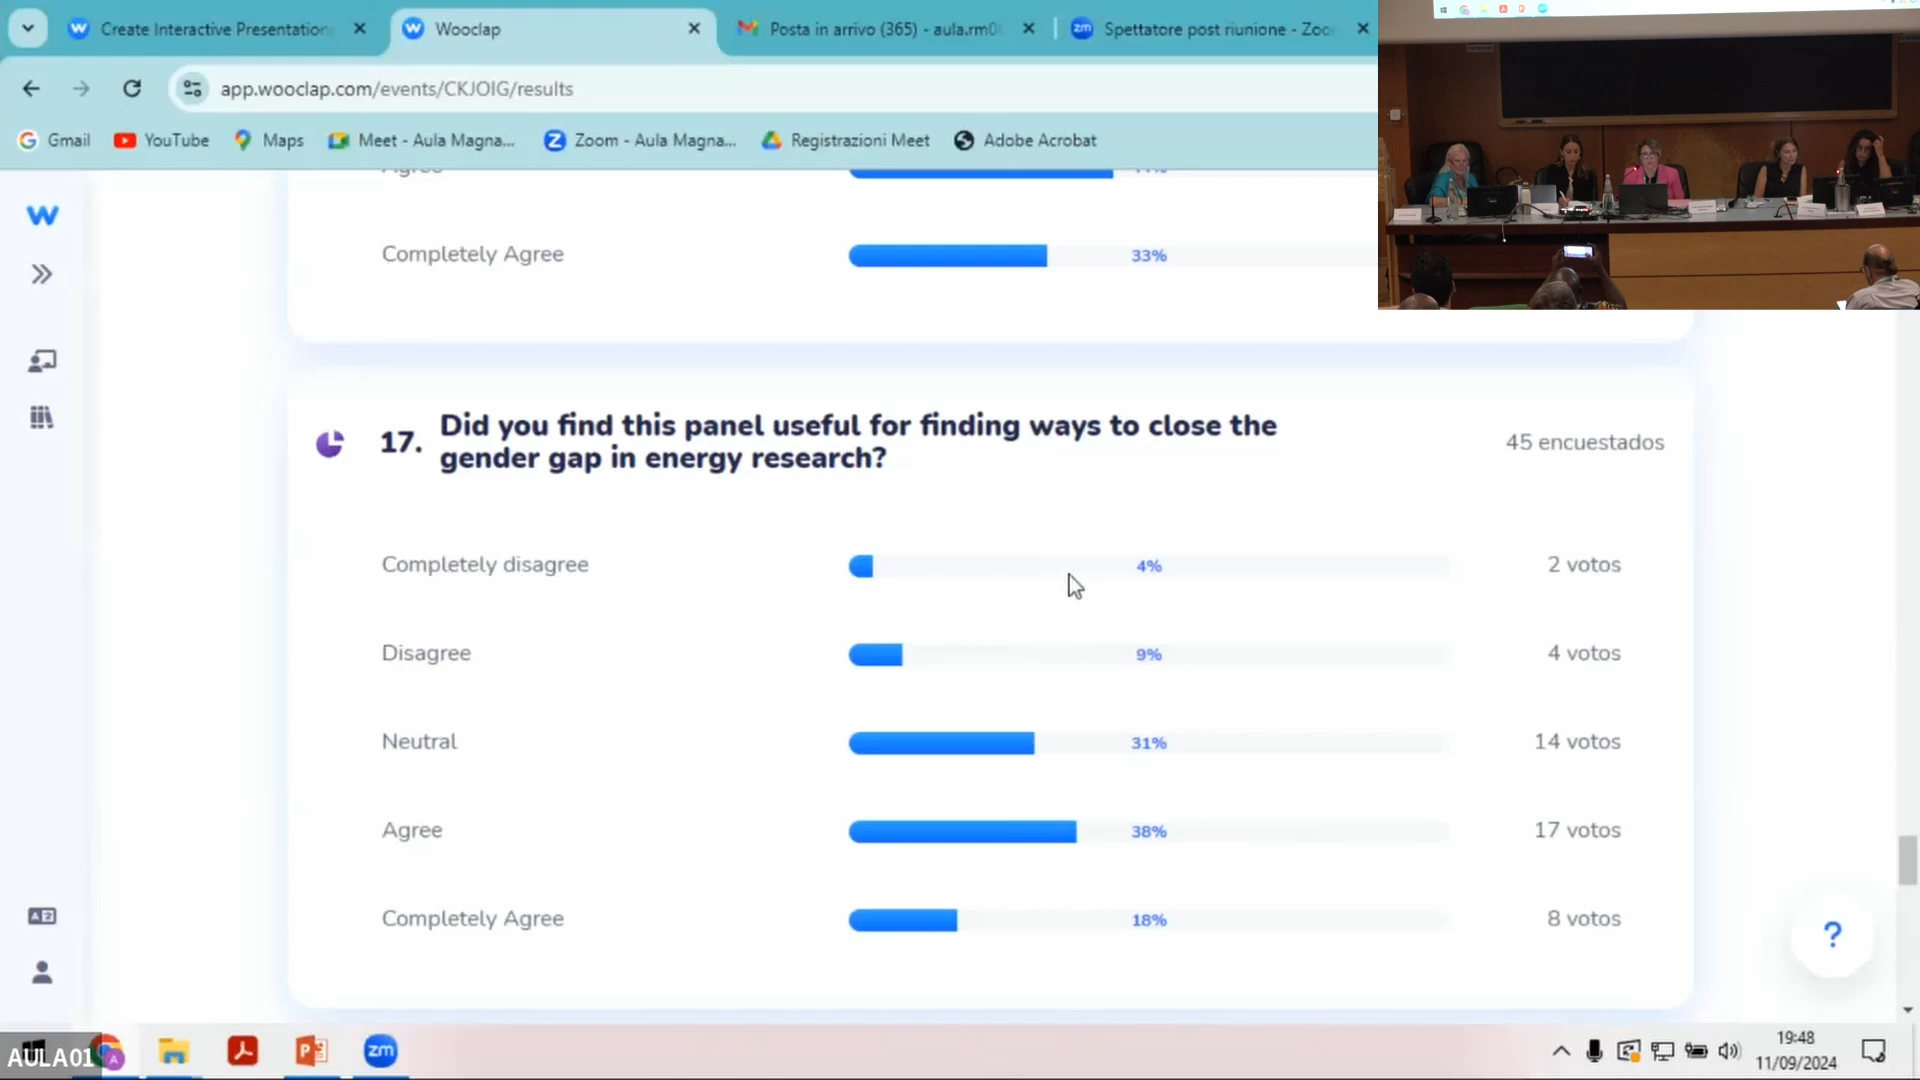 Create Interactive Presentation
Wooclap
Posta in arrivo (365) - aula.rm0
zm
Spettatore post riunione - Zoo
app.wooclap.com/events/CKJOIG/results
Gmail
YouTube
Maps
Meet - Aula Magna...
Zoom - Aula Magna...
Registrazioni Meet
Adobe Acrobat
Agree
Completely Agree
33%
17.
Did you find this panel useful for finding ways to close the
gender gap in energy research?
45 encuestados
Completely disagree
4%
2 votos
Disagree
9%
4 votos
Neutral
31%
14 votos
Agree
38%
17 votos
Completely Agree
18%
8 votos
?
AULA01
zm
19:48
11/09/2024